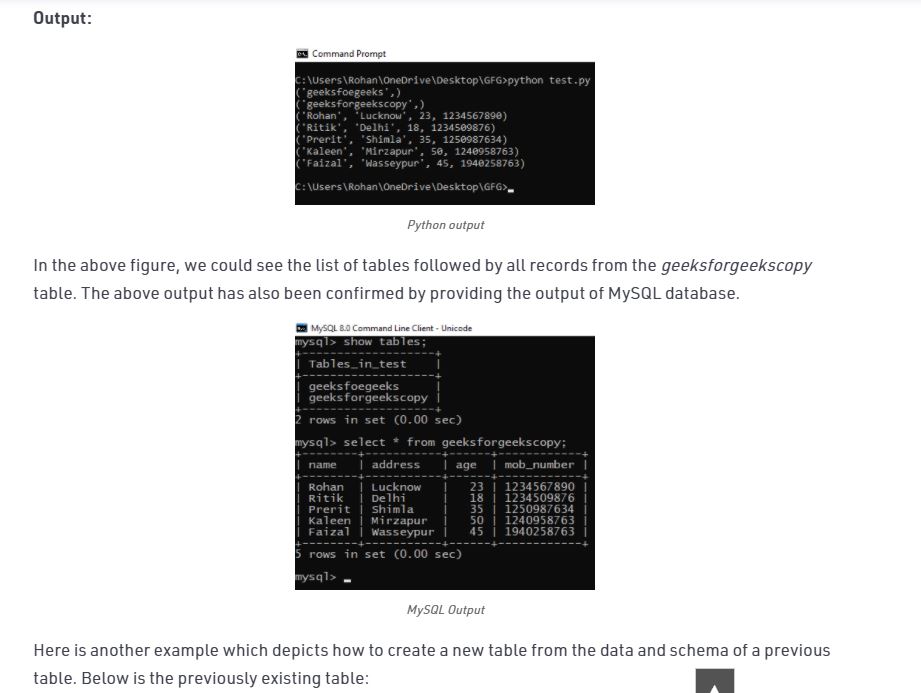 Output:
Command Prompt
C:\Users\Rohan\OneDrive\Desktop\GFG>python test.py
('geeksfoegeeks',)
('geeksforgeekscopy',)
('Rohan', 'Lucknow', 23, 1234567890)
('Ritik', 'Delhi', 18, 1234509876)
('Prerit', 'Shimla', 35, 1250987634)
('Kaleen', 'Mirzapur', 50, 1240958763)
('Faizal', 'Wasseypur', 45, 1940258763)
C:\Users\Rohan\OneDrive\Desktop\GFG>_
Python output
In the above figure, we could see the list of tables followed by all records from the geeksforgeekscopy
table. The above output has also been confirmed by providing the output of MySQL database.
MySQL 8.0 Command Line Client - Unicode
mysql> show tables;
+-------------------+
| Tables_in_test    |
+-------------------+
| geeksfoegeeks     |
| geeksforgeekscopy |
+-------------------+
2 rows in set (0.00 sec)
mysql> select * from geeksforgeekscopy;
+--------+-----------+------+------------+
| name   | address   | age  | mob_number |
+--------+-----------+------+------------+
| Rohan  | Lucknow   |   23 | 1234567890 |
| Ritik  | Delhi     |   18 | 1234509876 |
| Prerit | Shimla    |   35 | 1250987634 |
| Kaleen | Mirzapur  |   50 | 1240958763 |
| Faizal | Wasseypur |   45 | 1940258763 |
+--------+-----------+------+------------+
5 rows in set (0.00 sec)
mysql> _
MySQL Output
Here is another example which depicts how to create a new table from the data and schema of a previous
table. Below is the previously existing table: